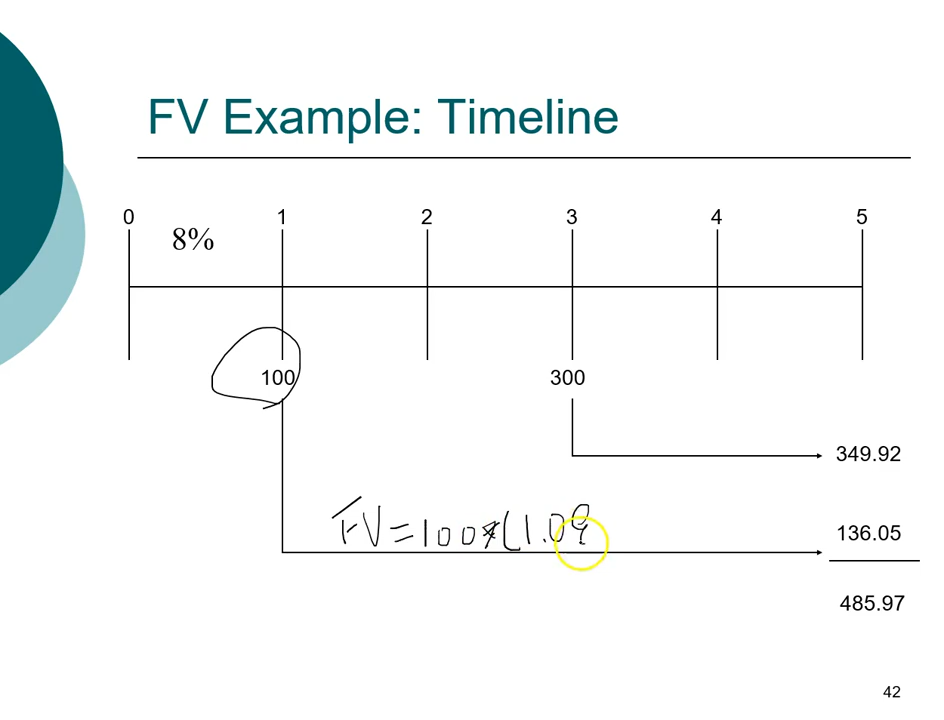 FV Example: Timeline
0 1 2 3 4 5
8%
100 300
349.92
FV=100*(1.08
136.05
485.97
42